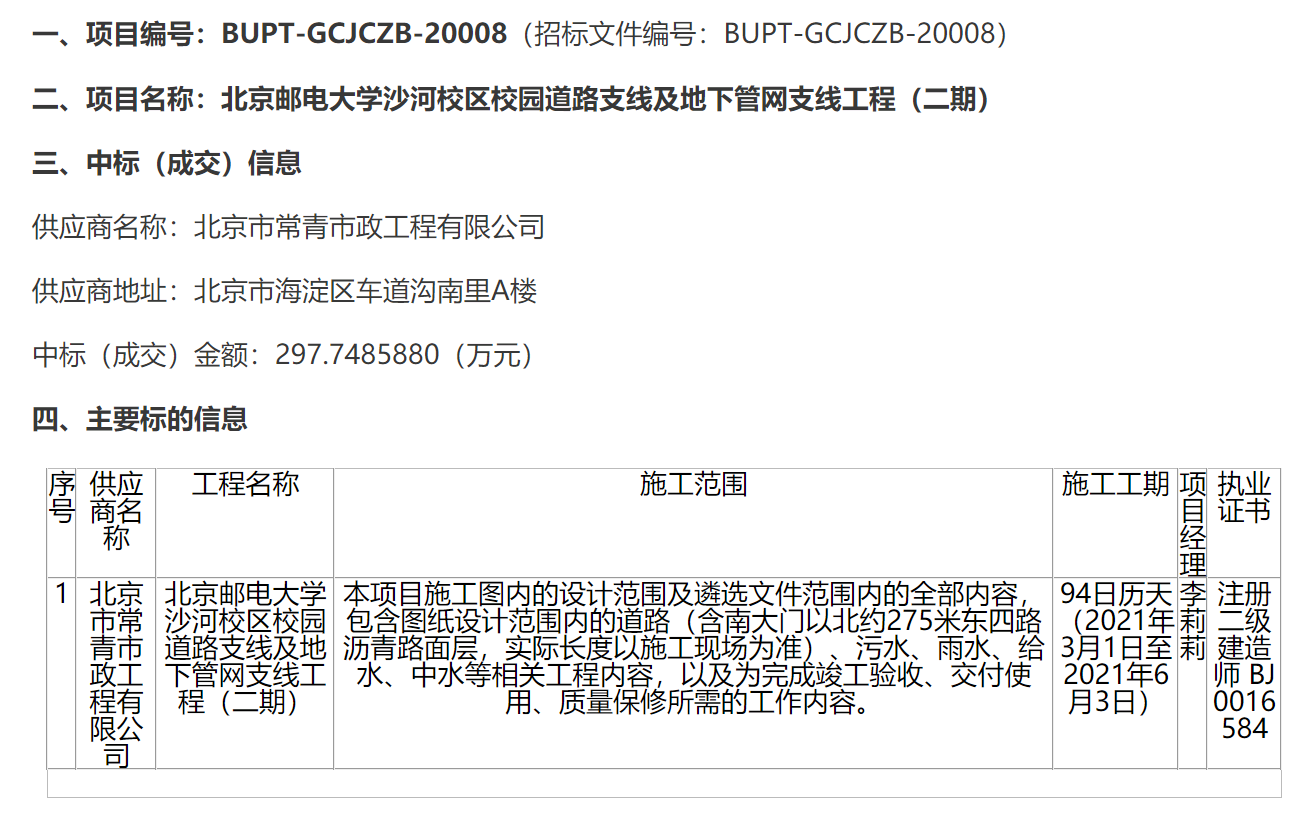 一、项目编号：BUPT-GCJCZB-20008（招标文件编号：BUPT-GCJCZB-20008）
二、项目名称：北京邮电大学沙河校区校园道路支线及地下管网支线工程（二期）
三、中标（成交）信息
供应商名称：北京市常青市政工程有限公司
供应商地址：北京市海淀区车道沟南里A楼
中标（成交）金额：297.7485880（万元）
四、主要标的信息
序
号
供应
商名
称
工程名称
施工范围
施工工期
项
目
经
理
执业
证书
1
北京
市常
青市
政工
程有
限公
司
北京邮电大学
沙河校区校园
道路支线及地
下管网支线工
程（二期）
本项目施工图内的设计范围及遴选文件范围内的全部内容，
包含图纸设计范围内的道路（含南大门以北约275米东四路
沥青路面层，实际长度以施工现场为准）、污水、雨水、给
水、中水等相关工程内容，以及为完成竣工验收、交付使
用、质量保修所需的工作内容。
94日历天
（2021年
3月1日至
2021年6
月3日）
李
莉
莉
注册
二级
建造
师 BJ
0016
584